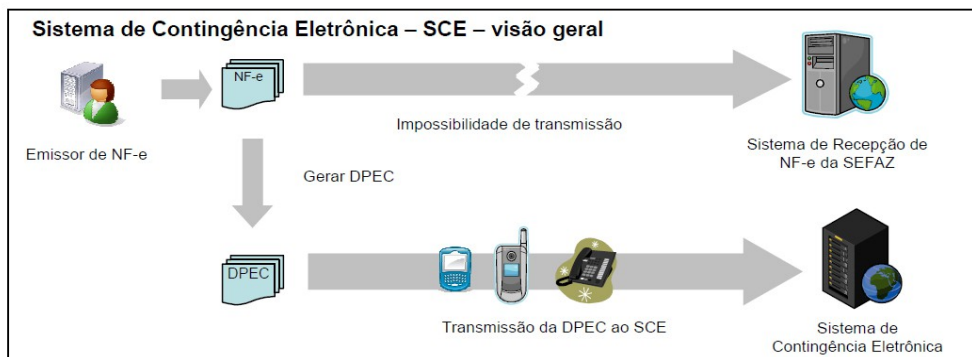 Sistema de Contingência Eletrônica – SCE – visão geral
NF-e
Impossibilidade de transmissão
Emissor de NF-e
Sistema de Recepção de
NF-e da SEFAZ
Gerar DPEC
DPEC
Transmissão da DPEC ao SCE
Sistema de
Contingência Eletrônica